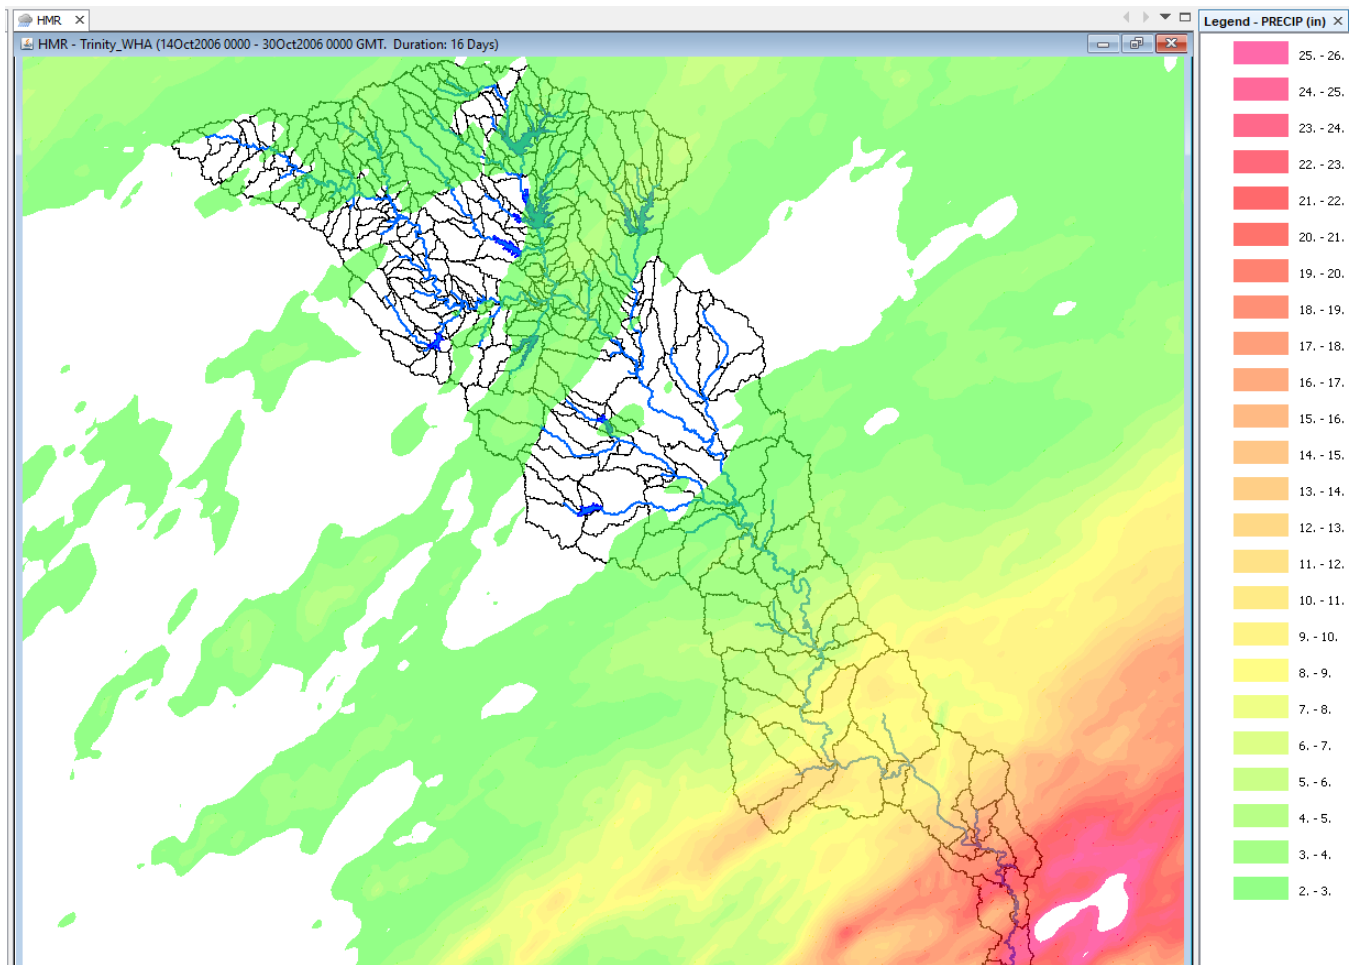 HMR
Legend - PRECIP (in)
HMR - Trinity_WHA (14Oct2006 0000 - 30Oct2006 0000 GMT. Duration: 16 Days)
25. - 26.
24. - 25.
23. - 24.
22. - 23.
21. - 22.
20. - 21.
19. - 20.
18. - 19.
17. - 18.
16. - 17.
15. - 16.
14. - 15.
13. - 14.
12. - 13.
11. - 12.
10. - 11.
9. - 10.
8. - 9.
7. - 8.
6. - 7.
5. - 6.
4. - 5.
3. - 4.
2. - 3.